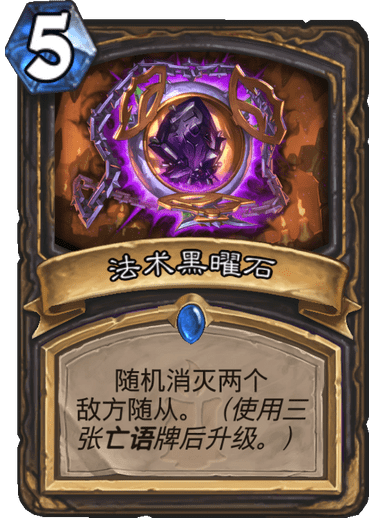 5
法术黑曜石
随机消灭两个
敌方随从。（使用三
张亡语牌后升级。）